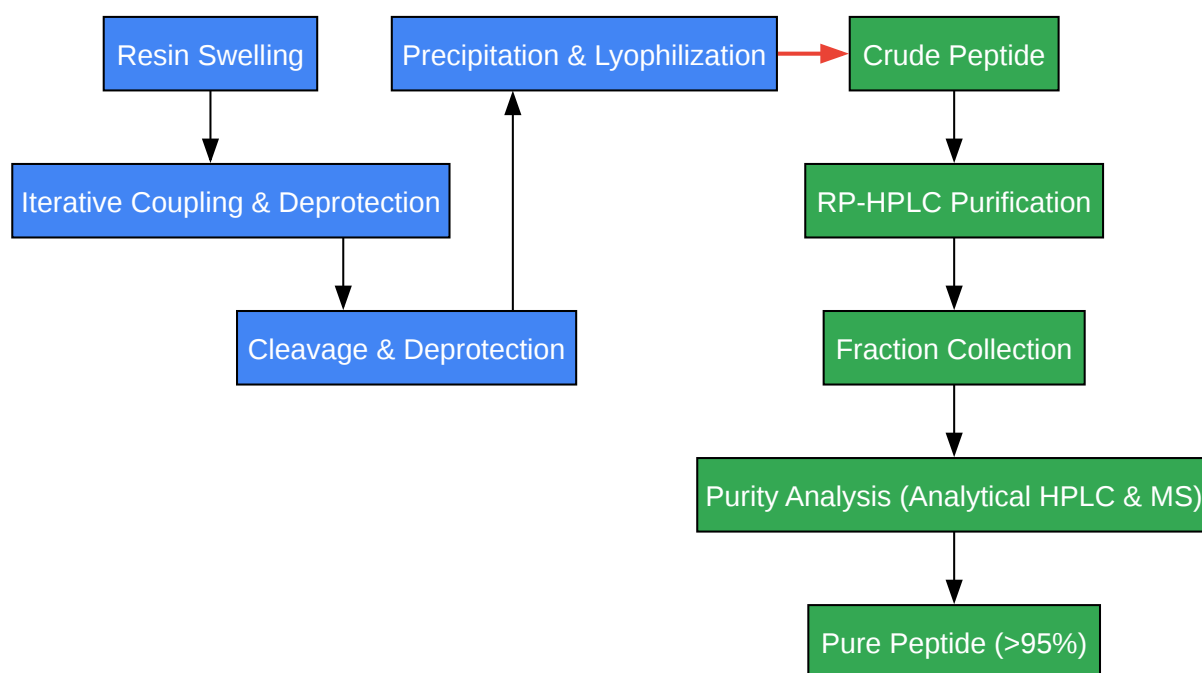 Resin Swelling
Precipitation & Lyophilization
Crude Peptide
Iterative Coupling & Deprotection
RP-HPLC Purification
Cleavage & Deprotection
Fraction Collection
Purity Analysis (Analytical HPLC & MS)
Pure Peptide (>95%)